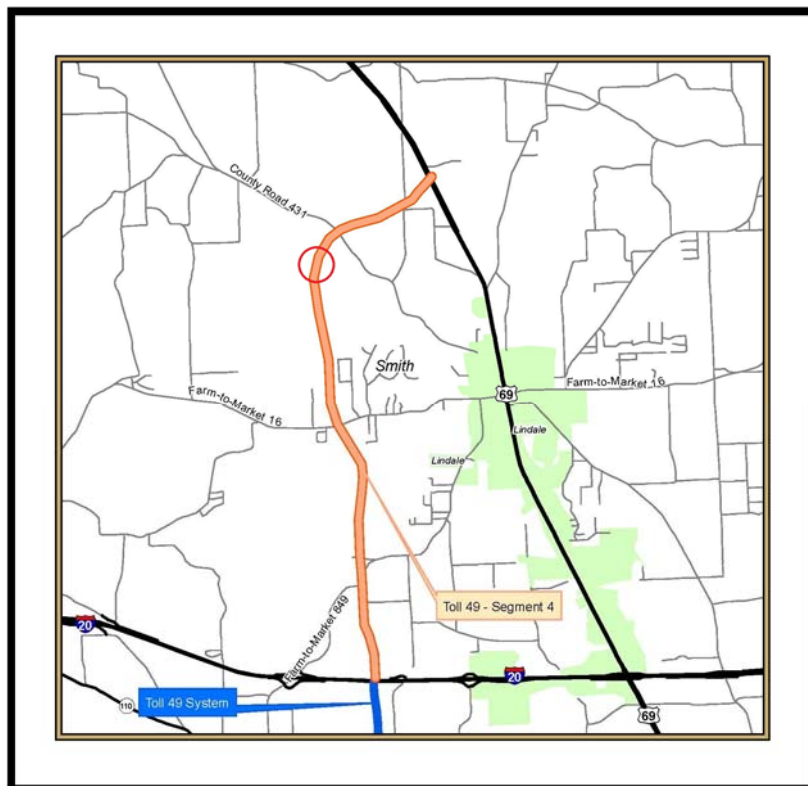 County Road 431
Smith
Farm-to-Market 16
69
Farm-to-Market 16
Lindale
Lindale
Toll 49 - Segment 4
Farm-to-Market 849
20
20
110
Toll 49 System
69